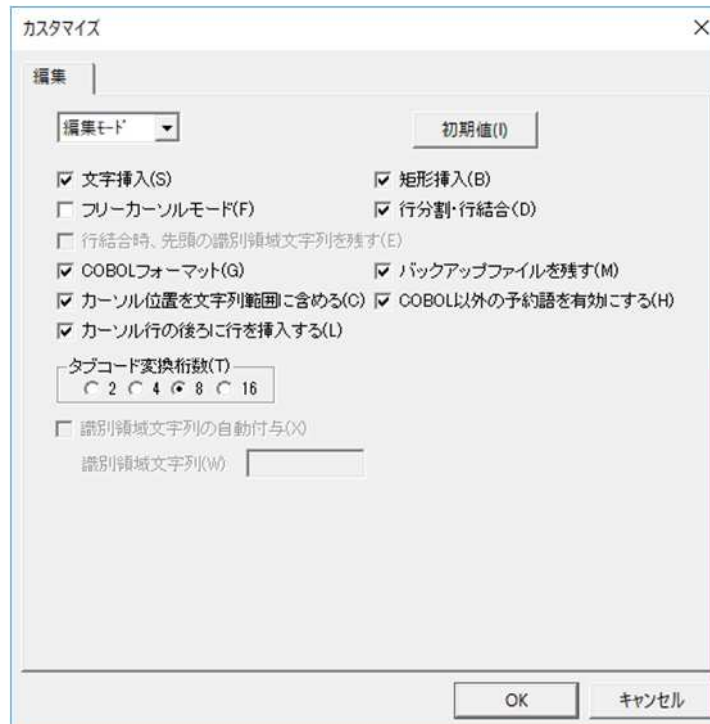 カスタマイズ
編集
編集モード 初期値(I)
文字挿入(S) 矩形挿入(B)
フリーカーソルモード(F) 行分割・行結合(D)
行結合時、先頭の識別領域文字列を残す(E)
COBOLフォーマット(G) バックアップファイルを残す(M)
カーソル位置を文字列範囲に含める(C) COBOL以外の予約語を有効にする(H)
カーソル行の後ろに行を挿入する(L)
タブコード変換桁数(T)
2 4 8 16
識別領域文字列の自動付与(X)
識別領域文字列(W)
OK キャンセル